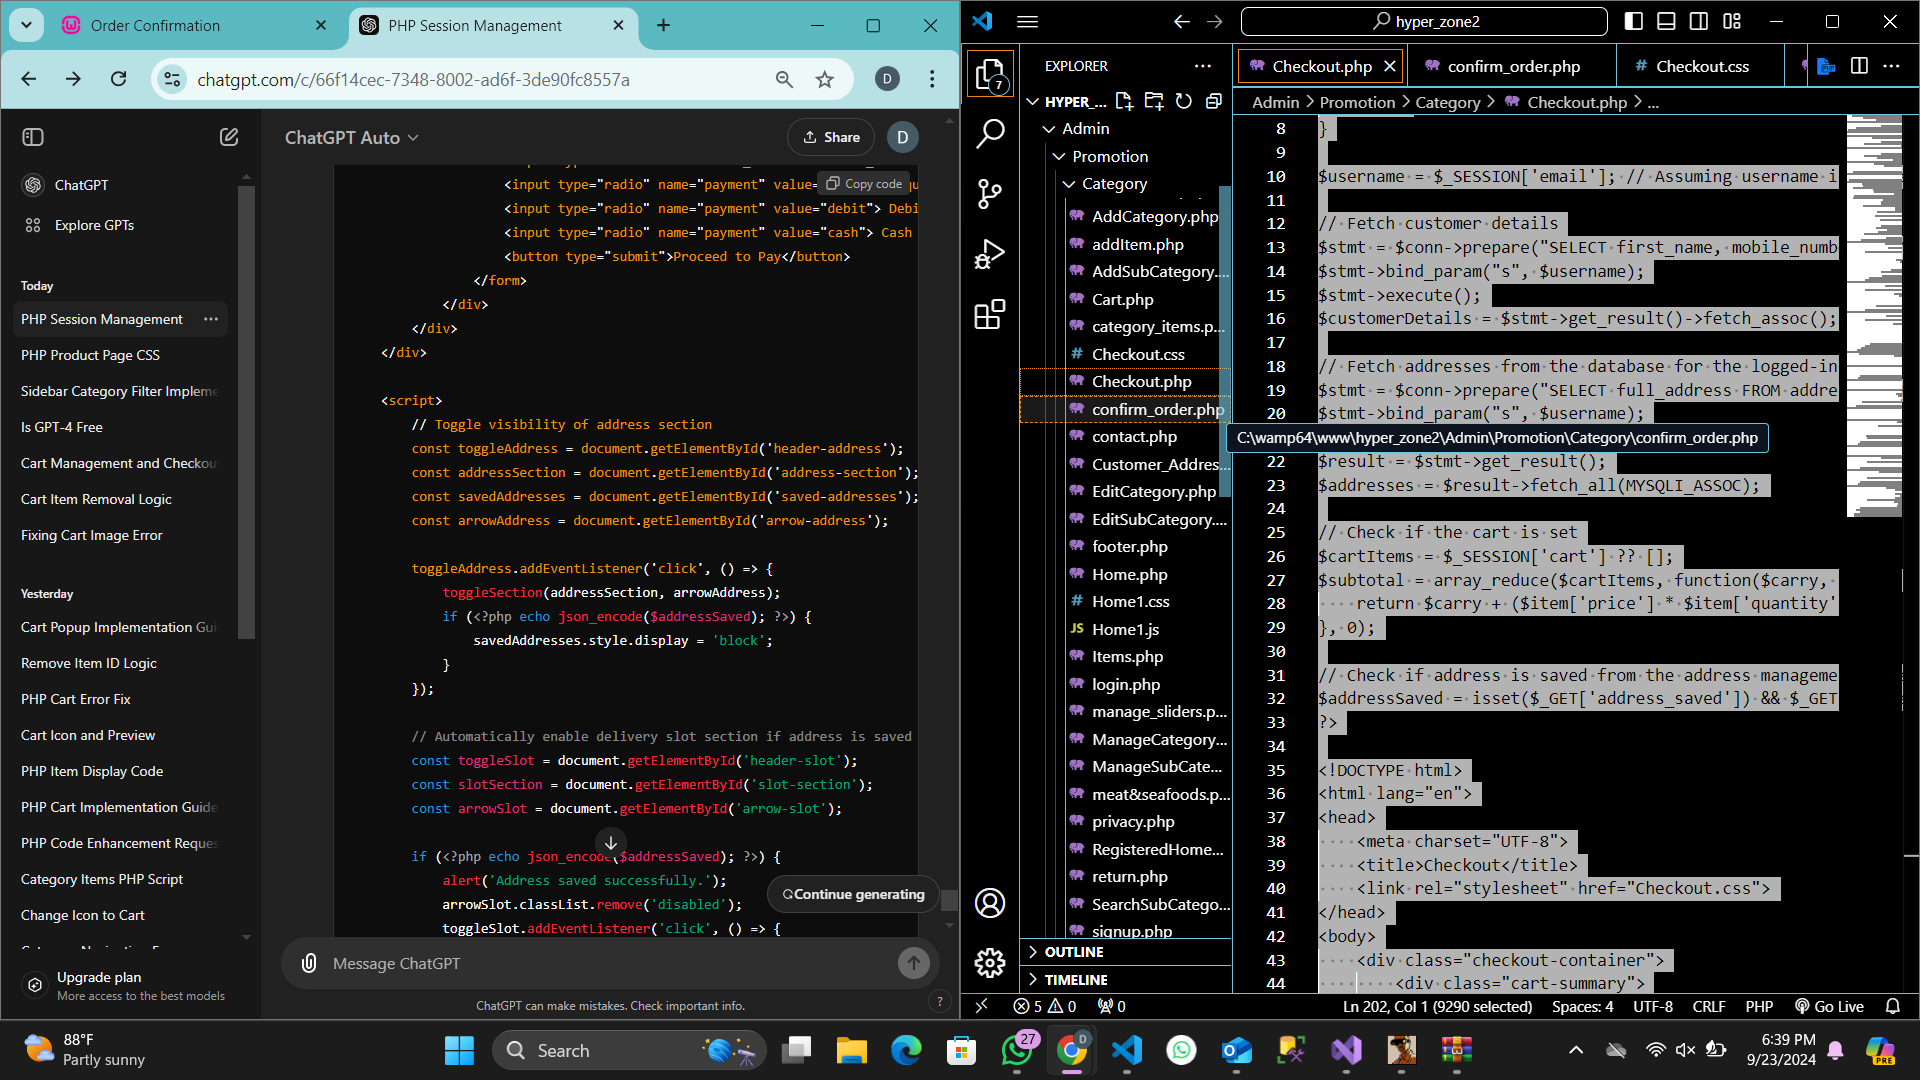 Order Confirmation
PHP Session Management
chatgpt.com/c/66f14cec-7348-8002-ad6f-3de90fc8557a
D
ChatGPT
Explore GPTs
Today
PHP Session Management
PHP Product Page CSS
Sidebar Category Filter Impleme
Is GPT-4 Free
Cart Management and Checkou
Cart Item Removal Logic
Fixing Cart Image Error
Yesterday
Cart Popup Implementation Gui
Remove Item ID Logic
PHP Cart Error Fix
Cart Icon and Preview
PHP Item Display Code
PHP Cart Implementation Guide
PHP Code Enhancement Reques
Category Items PHP Script
Change Icon to Cart
Upgrade plan
More access to the best models
ChatGPT Auto
Share
D
Copy code
<input type="radio" name="payment" value=
<input type="radio" name="payment" value="debit"> Debi
<input type="radio" name="payment" value="cash"> Cash
<button type="submit">Proceed to Pay</button>
</form>
</div>
</div>
</div>
<script>
// Toggle visibility of address section
const toggleAddress = document.getElementById('header-address');
const addressSection = document.getElementById('address-section');
const savedAddresses = document.getElementById('saved-addresses');
const arrowAddress = document.getElementById('arrow-address');
toggleAddress.addEventListener('click', () => {
toggleSection(addressSection, arrowAddress);
if (<?php echo json_encode($addressSaved); ?>) {
savedAddresses.style.display = 'block';
}
});
// Automatically enable delivery slot section if address is saved
const toggleSlot = document.getElementById('header-slot');
const slotSection = document.getElementById('slot-section');
const arrowSlot = document.getElementById('arrow-slot');
if (<?php echo json_encode($addressSaved); ?>) {
alert('Address saved successfully.');
arrowSlot.classList.remove('disabled');
toggleSlot.addEventListener('click', () => {
Continue generating
Message ChatGPT
ChatGPT can make mistakes. Check important info.
?
hyper_zone2
7
EXPLORER
HYPER_...
Admin
Promotion
Category
AddCategory.php
addItem.php
AddSubCategory....
Cart.php
category_items.p...
# Checkout.css
Checkout.php
confirm_order.php
contact.php
Customer_Addres...
EditCategory.php
EditSubCategory....
footer.php
Home.php
# Home1.css
JS Home1.js
Items.php
login.php
manage_sliders.p...
ManageCategory...
ManageSubCate...
meat&seafoods.p...
privacy.php
RegisteredHome...
return.php
SearchSubCatego...
signup.php
OUTLINE
TIMELINE
Checkout.php
confirm_order.php
# Checkout.css
Admin > Promotion > Category > Checkout.php > ...
8 }
9
10 $username = $_SESSION['email']; // Assuming username i
11
12 // Fetch customer details
13 $stmt = $conn->prepare("SELECT first_name, mobile_numb
14 $stmt->bind_param("s", $username);
15 $stmt->execute();
16 $customerDetails = $stmt->get_result()->fetch_assoc();
17
18 // Fetch addresses from the database for the logged-in
19 $stmt = $conn->prepare("SELECT full_address FROM addre
20 $stmt->bind_param("s", $username);
C:\wamp64\www\hyper_zone2\Admin\Promotion\Category\confirm_order.php
22 $result = $stmt->get_result();
23 $addresses = $result->fetch_all(MYSQLI_ASSOC);
24
25 // Check if the cart is set
26 $cartItems = $_SESSION['cart'] ?? [];
27 $subtotal = array_reduce($cartItems, function($carry,
28 return $carry + ($item['price'] * $item['quantity'
29 }, 0);
30
31 // Check if address is saved from the address manageme
32 $addressSaved = isset($_GET['address_saved']) && $_GET
33 ?>
34
35 <!DOCTYPE html>
36 <html lang="en">
37 <head>
38 <meta charset="UTF-8">
39 <title>Checkout</title>
40 <link rel="stylesheet" href="Checkout.css">
41 </head>
42 <body>
43 <div class="checkout-container">
44 <div class="cart-summary">
5 0 0
Ln 202, Col 1 (9290 selected) Spaces: 4 UTF-8 CRLF PHP Go Live
88°F
Partly sunny
Search
27
D
6:39 PM
9/23/2024
PRE